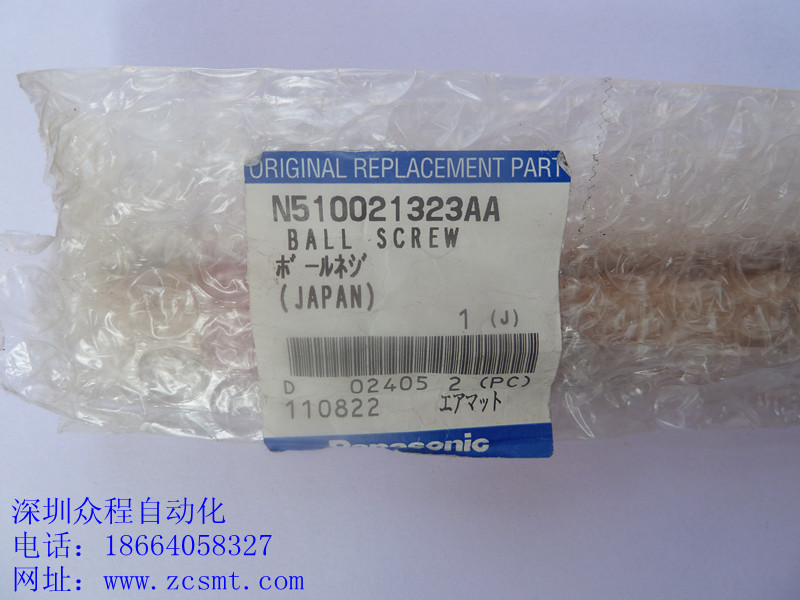 ORIGINAL REPLACEMENT PART
N510021323AA
BALL SCREW
ボールネジ
(JAPAN)
1 (J)
D 02405 2 (PC)
110822 エアマット
Panasonic
深圳众程自动化
电话：18664058327
网址：www.zcsmt.com